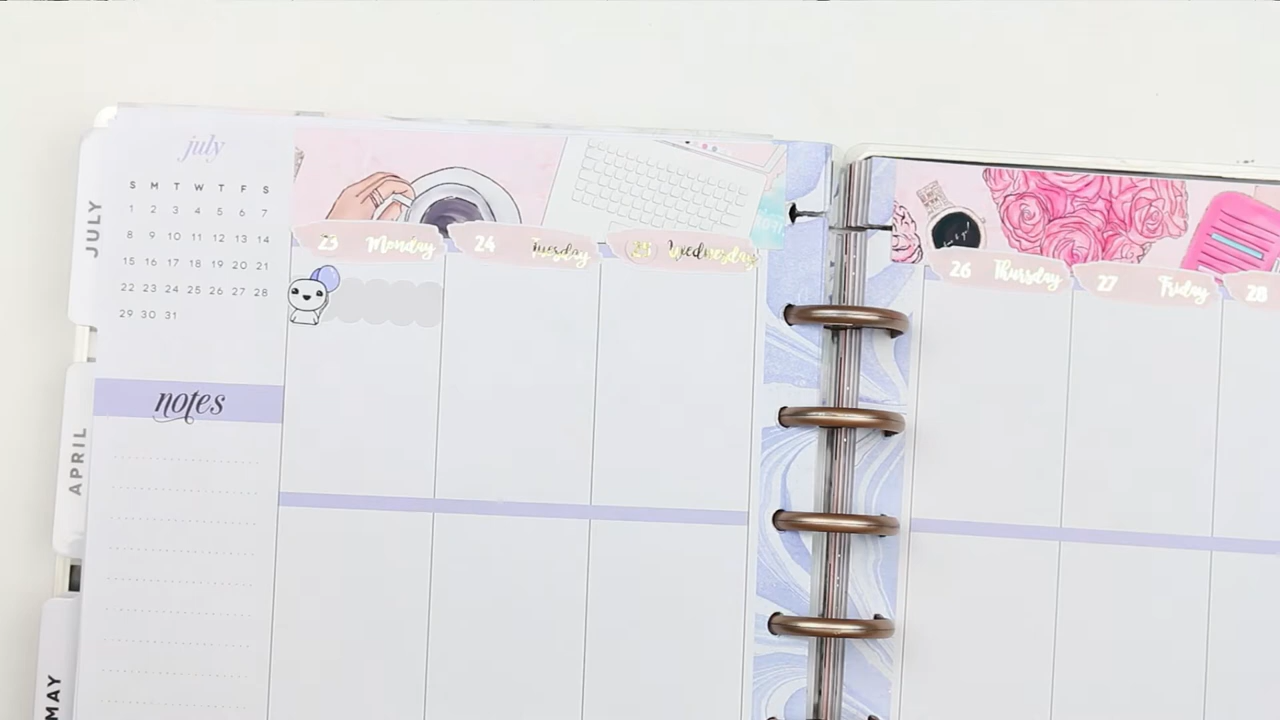 july
S M T W T F S
1 2 3 4 5 6 7
8 9 10 11 12 13 14
15 16 17 18 19 20 21
22 23 24 25 26 27 28
29 30 31
notes
JULY
APRIL
MAY
23 Monday
24 Tuesday
25 Wednesday
26 Thursday
27 Friday
28